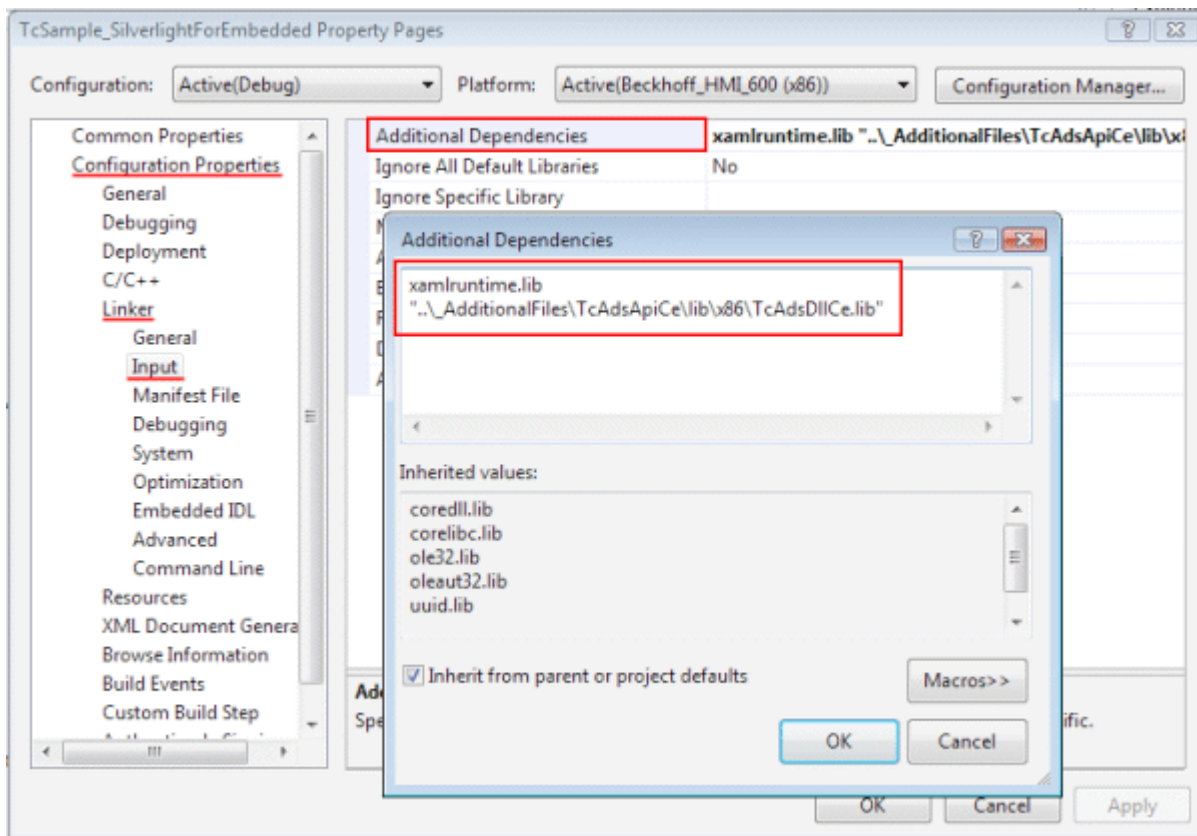 TcSample_SilverlightForEmbedded Property Pages
Configuration: Active(Debug) Platform: Active(Beckhoff_HMI_600 (x86)) Configuration Manager...
Common Properties
Configuration Properties
General
Debugging
Deployment
C/C++
Linker
General
Input
Manifest File
Debugging
System
Optimization
Embedded IDL
Advanced
Command Line
Resources
XML Document Genera
Browse Information
Build Events
Custom Build Step
Additional Dependencies xamlruntime.lib "..\_AdditionalFiles\TcAdsApiCe\lib\x8
Ignore All Default Libraries No
Ignore Specific Library
Additional Dependencies
xamlruntime.lib
"..\_AdditionalFiles\TcAdsApiCe\lib\x86\TcAdsDllCe.lib"
Inherited values:
coredll.lib
corelibc.lib
ole32.lib
oleaut32.lib
uuid.lib
Inherit from parent or project defaults
Macros>>
OK Cancel
Ad
Spe ific.
OK Cancel Apply